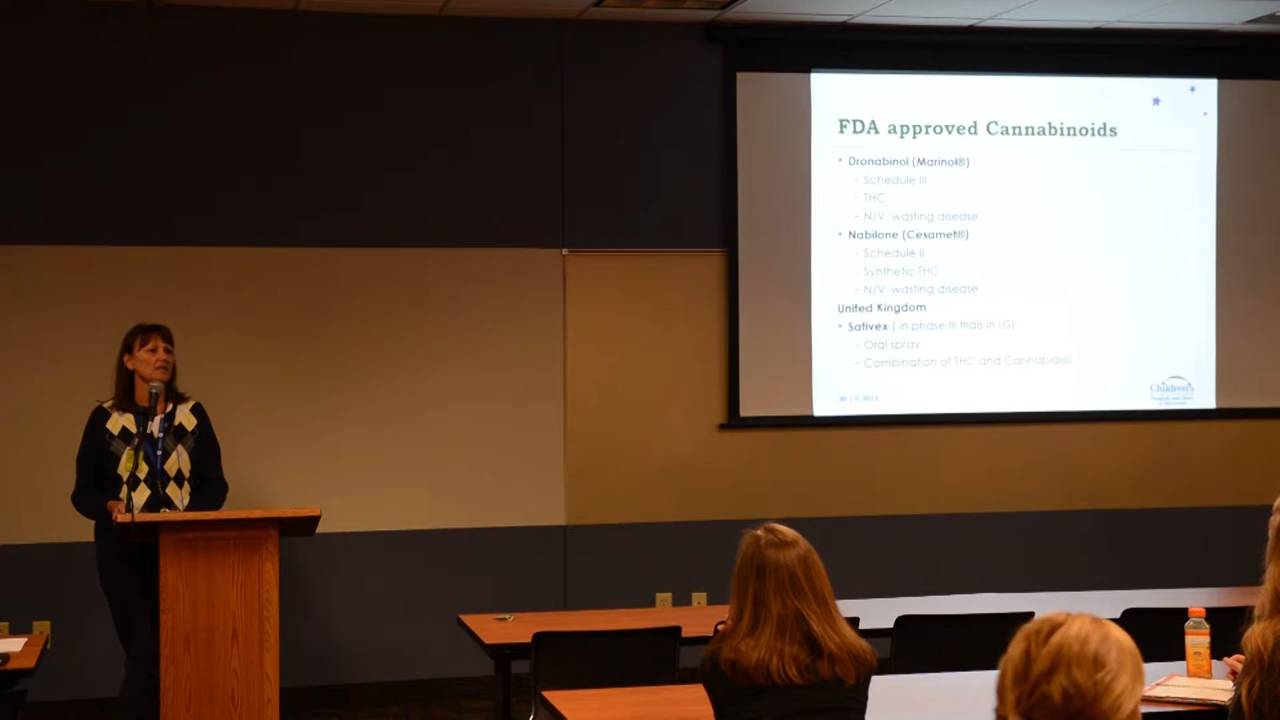 FDA approved Cannabinoids
• Dronabinol (Marinol®)
– Schedule III
– THC
– N/V, wasting disease
• Nabilone (Cesamet®)
– Schedule II
– Synthetic THC
– N/V, wasting disease
United Kingdom
• Sativex ( in phase III trials in US)
– Oral spray
– Combination of THC and Cannabidiol
Children's